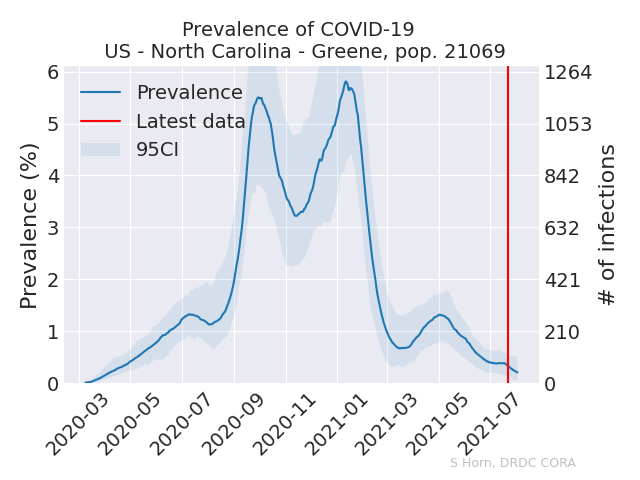 Prevalence of COVID-19
US - North Carolina - Greene, pop. 21069
Prevalence
Latest data
95CI
Prevalence (%)
6
5
4
3
2
1
0
1264
1053
842
632
421
210
0
# of infections
2020-03
2020-05
2020-07
2020-09
2020-11
2021-01
2021-03
2021-05
2021-07
S Horn, DRDC CORA